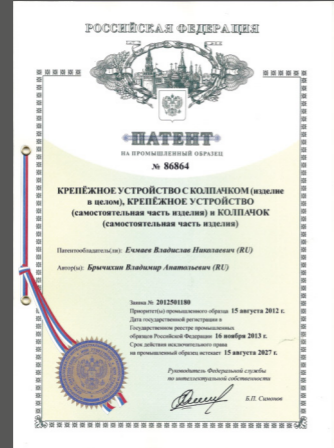 РОССИЙСКАЯ ФЕДЕРАЦИЯ
ПАТЕНТ
НА ПРОМЫШЛЕННЫЙ ОБРАЗЕЦ
№ 86864
КРЕПЁЖНОЕ УСТРОЙСТВО С КОЛПАЧКОМ (изделие
в целом), КРЕПЁЖНОЕ УСТРОЙСТВО
(самостоятельная часть изделия) и КОЛПАЧОК
(самостоятельная часть изделия)
Патентообладатель(ли): Ечмаев Владислав Николаевич (RU)
Автор(ы): Брычихин Владимир Анатольевич (RU)
Заявка № 2012501180
Приоритет(ы) промышленного образца 15 августа 2012 г.
Дата государственной регистрации в
Государственном реестре промышленных
образцов Российской Федерации 16 ноября 2013 г.
Срок действия исключительного права
на промышленный образец истекает 15 августа 2027 г.
Руководитель Федеральной службы
по интеллектуальной собственности
Б.П. Симонов